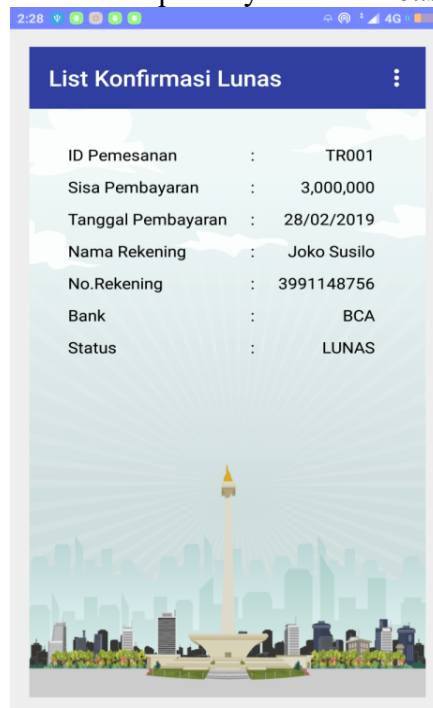 2:28 4G
List Konfirmasi Lunas
ID Pemesanan : TR001
Sisa Pembayaran : 3,000,000
Tanggal Pembayaran : 28/02/2019
Nama Rekening : Joko Susilo
No.Rekening : 3991148756
Bank : BCA
Status : LUNAS